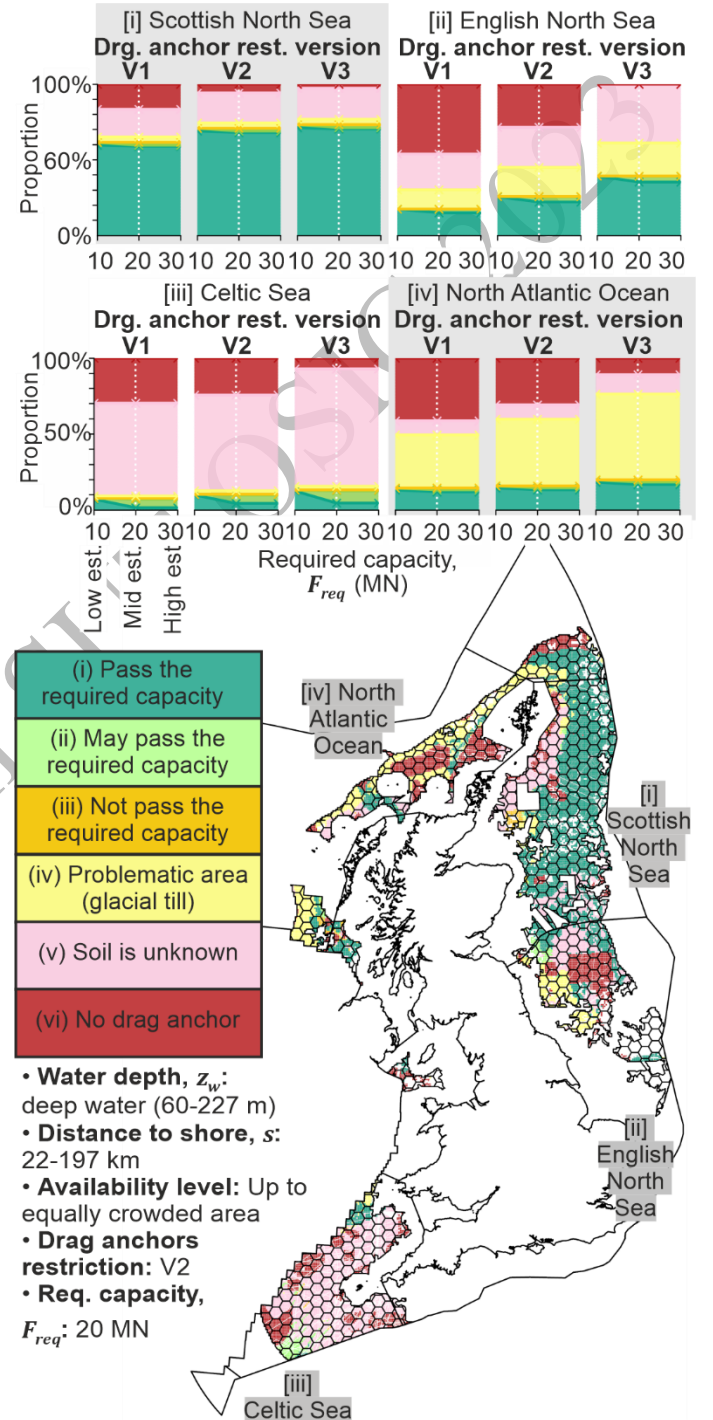 [i] Scottish North Sea
Drg. anchor rest. version
V1 V2 V3
100%
60%
0%
Proportion
10 20 30 10 20 30 10 20 30
[ii] English North Sea
Drg. anchor rest. version
V1 V2 V3
10 20 30 10 20 30 10 20 30
[iii] Celtic Sea
Drg. anchor rest. version
V1 V2 V3
100%
50%
0%
Proportion
10 20 30 10 20 30 10 20 30
[iv] North Atlantic Ocean
Drg. anchor rest. version
V1 V2 V3
10 20 30 10 20 30 10 20 30
Low est.
Mid est.
High est
Required capacity,
F_req (MN)
(i) Pass the
required capacity
(ii) May pass the
required capacity
(iii) Not pass the
required capacity
(iv) Problematic area
(glacial till)
(v) Soil is unknown
(vi) No drag anchor
• Water depth, z_w:
deep water (60-227 m)
• Distance to shore, s:
22-197 km
• Availability level: Up to
equally crowded area
• Drag anchors
restriction: V2
• Req. capacity,
F_req: 20 MN
[iv] North
Atlantic
Ocean
[i]
Scottish
North
Sea
[ii]
English
North
Sea
[iii]
Celtic Sea